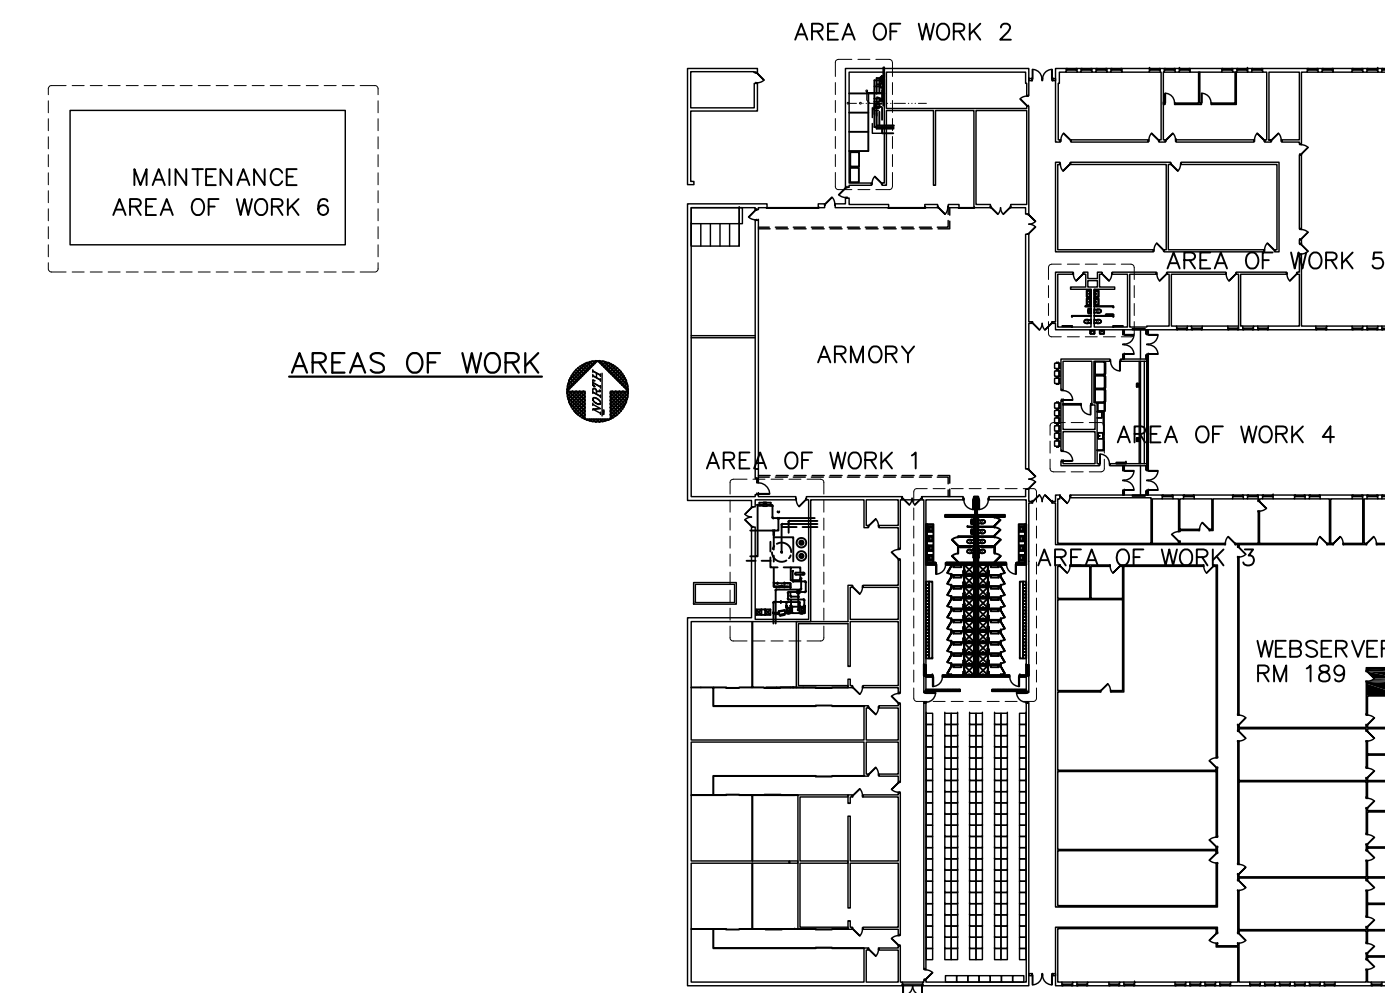 AREA OF WORK 2
MAINTENANCE
AREA OF WORK 6
AREA OF WORK 5
ARMORY
AREAS OF WORK
NORTH
AREA OF WORK 4
AREA OF WORK 1
AREA OF WORK 3
WEBSERVER
RM 189